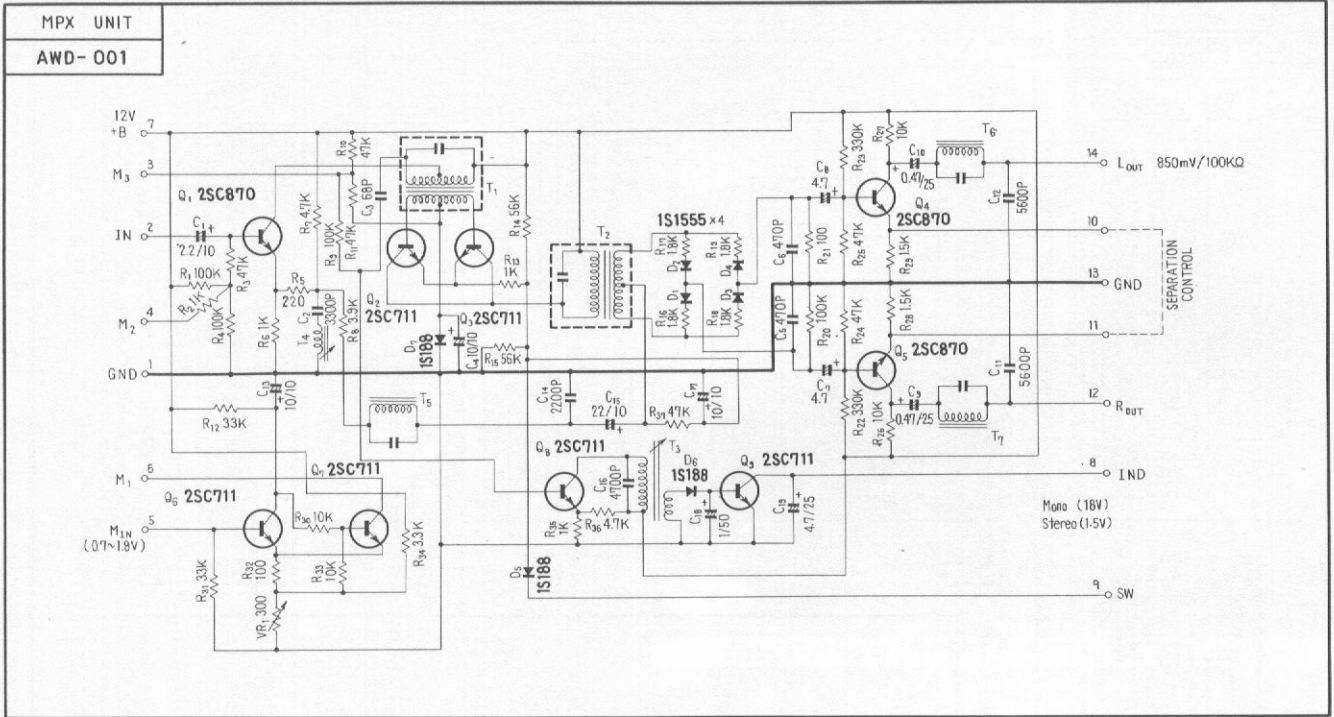 MPX UNIT
AWD-001
12V
+B 7
3
M3
IN 2
4
M2
GND 1
6
M1
5
MIN
(0.7~1.8V)
Q1 2SC870
C1 +
2.2/10
R1 100K
R2 1K
R3 47K
R4 100K
R5
220
R6 1K
C13
10/10
R12 33K
R7 4.7K
C2
3300P
T4
R8 3.9K
R9 100K
R10
47K
R11 47K
C3 68P
T1
Q2
2SC711
Q3 2SC711
D7
1S188
C4 10/10
R13
1K
R14 56K
R15 56K
T5
Q6 2SC711
Q7 2SC711
R30 10K
R31 33K
R32
100
R33
10K
R34 3.3K
VR1 300
T2
1S1555 ×4
R17
1.8K
R19
1.8K
D2
D4
D1
D3
R16
1.8K
R18
1.8K
C14
2200P
C15
22/10
R37 47K
C17
10/10
Q8 2SC711
C16
4700P
T3
R35
1K
R36 4.7K
D5
1S188
D6
1S188
C18
1/50
Q9 2SC711
C19
4.7/25
C8
4.7
C6 470P
C5 470P
R21 100
R20 100K
R23 330K
R25 47K
R24 47K
C7
4.7
R22 330K
R27
10K
Q4
2SC870
R29 1.5K
R28 1.5K
Q5
2SC870
R26 10K
C10
0.47/25
T6
C12
5600P
C9
0.47/25
T7
C11
5600P
14
LOUT 850mV/100KΩ
10
SEPARATION
CONTROL
13
GND
11
12
ROUT
8
IND
Mono (18V)
Stereo (1.5V)
9
SW